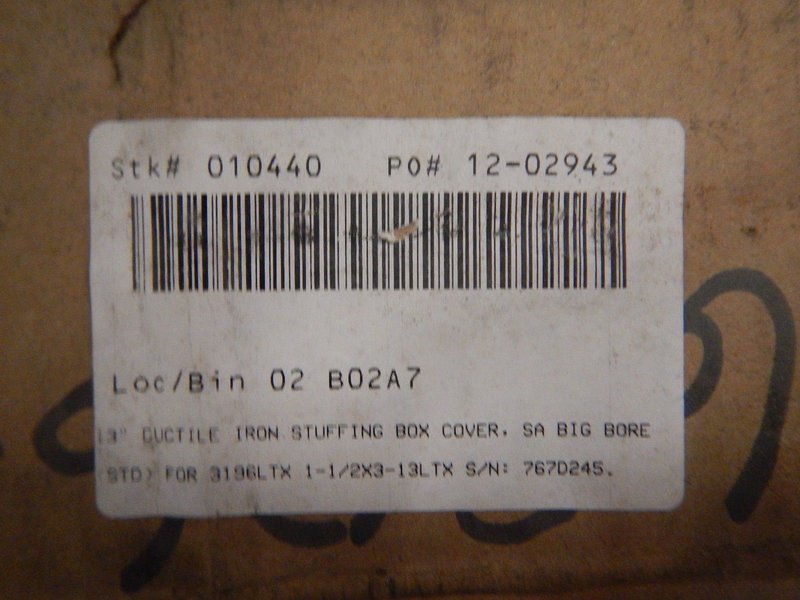 Stk# 010440 PO# 12-02943
Loc/Bin 02 B02A7
13" DUCTILE IRON STUFFING BOX COVER. SA BIG BORE
STD) FOR 3196LTX 1-1/2X3-13LTX S/N: 767D245.